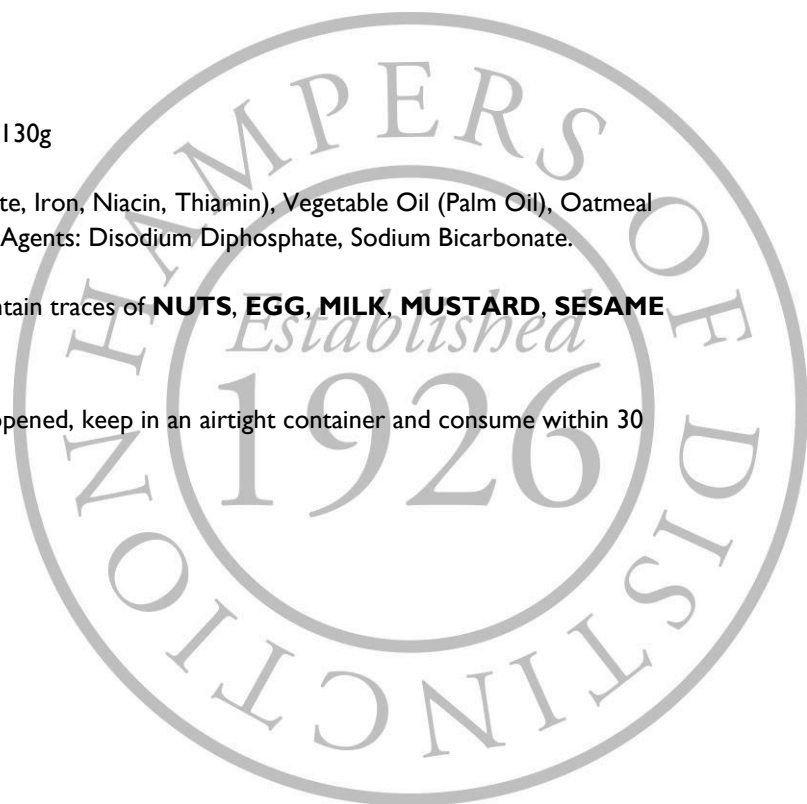 130g
te, Iron, Niacin, Thiamin), Vegetable Oil (Palm Oil), Oatmeal
Agents: Disodium Diphosphate, Sodium Bicarbonate.
ntain traces of NUTS, EGG, MILK, MUSTARD, SESAME
opened, keep in an airtight container and consume within 30
HAMPERS OF DISTINCTION
Established
1926